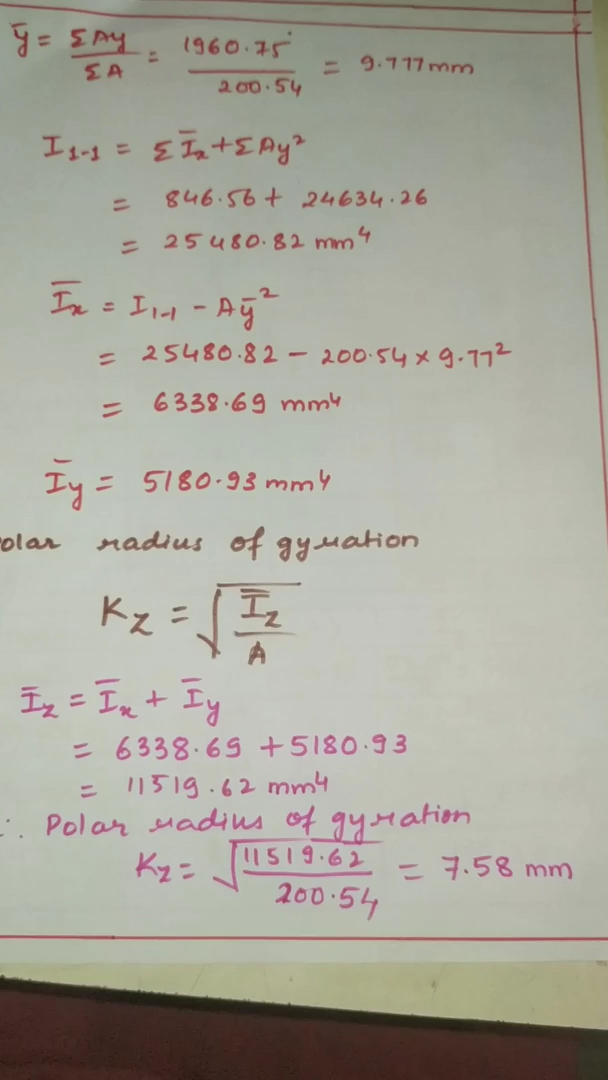 ȳ = ΣAy / ΣA = 1960.75 / 200.54 = 9.777mm
I₁₋₁ = ΣĪx + ΣAy²
= 846.56 + 24634.26
= 25480.82 mm⁴
Īx = I₁₋₁ − Aȳ²
= 25480.82 − 200.54 × 9.77²
= 6338.69 mm⁴
Īy = 5180.93 mm⁴
olar radius of gyration
Kz = √(Īz / A)
Īz = Īx + Īy
= 6338.69 + 5180.93
= 11519.62 mm⁴
∴ Polar radius of gyration
Kz = √(11519.62 / 200.54) = 7.58 mm